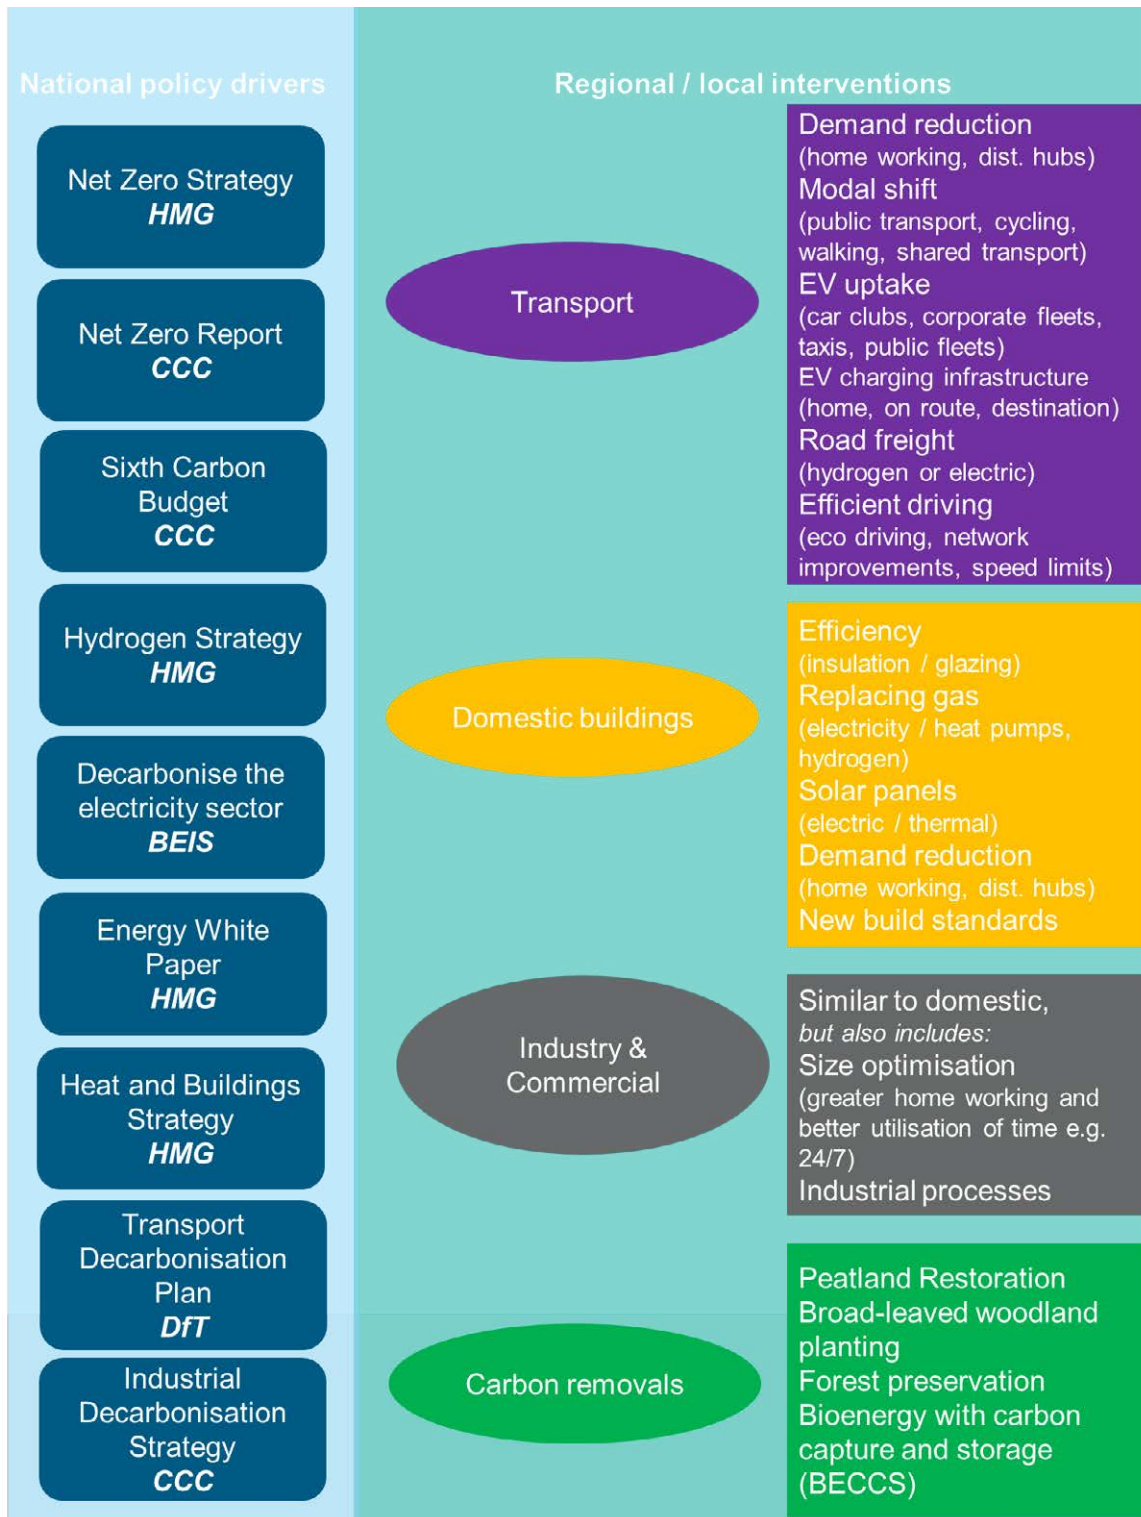 National policy drivers
Net Zero Strategy
HMG
Net Zero Report
CCC
Sixth Carbon
Budget
CCC
Hydrogen Strategy
HMG
Decarbonise the
electricity sector
BEIS
Energy White
Paper
HMG
Heat and Buildings
Strategy
HMG
Transport
Decarbonisation
Plan
DfT
Industrial
Decarbonisation
Strategy
CCC
Regional / local interventions
Transport
Demand reduction
(home working, dist. hubs)
Modal shift
(public transport, cycling,
walking, shared transport)
EV uptake
(car clubs, corporate fleets,
taxis, public fleets)
EV charging infrastructure
(home, on route, destination)
Road freight
(hydrogen or electric)
Efficient driving
(eco driving, network
improvements, speed limits)
Domestic buildings
Efficiency
(insulation / glazing)
Replacing gas
(electricity / heat pumps,
hydrogen)
Solar panels
(electric / thermal)
Demand reduction
(home working, dist. hubs)
New build standards
Industry &
Commercial
Similar to domestic,
but also includes:
Size optimisation
(greater home working and
better utilisation of time e.g.
24/7)
Industrial processes
Carbon removals
Peatland Restoration
Broad-leaved woodland
planting
Forest preservation
Bioenergy with carbon
capture and storage
(BECCS)